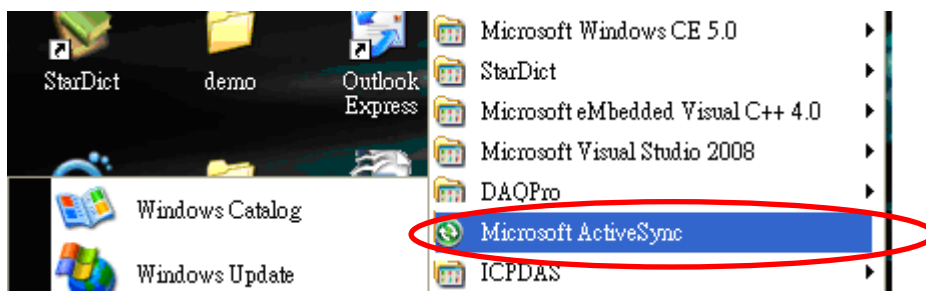 StarDict
demo
Outlook
Express
Windows Catalog
Windows Update
Microsoft Windows CE 5.0
StarDict
Microsoft eMbedded Visual C++ 4.0
Microsoft Visual Studio 2008
DAQPro
Microsoft ActiveSync
ICPDAS